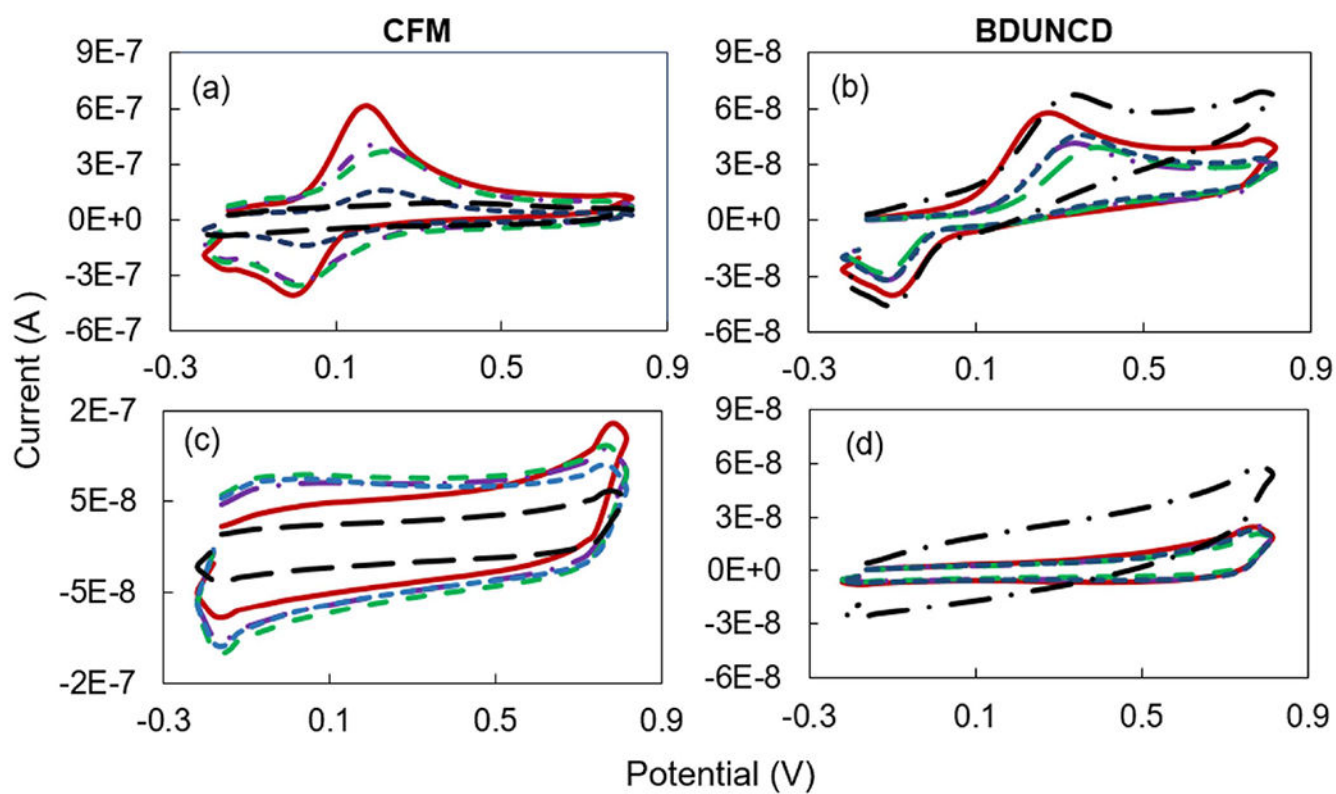 CFM
BDUNCD
9E-7
6E-7
3E-7
0E+0
-3E-7
-6E-7
(a)
-0.3
0.1
0.5
0.9
9E-8
6E-8
3E-8
0E+0
-3E-8
-6E-8
(b)
-0.3
0.1
0.5
0.9
Current (A )
2E-7
5E-8
-5E-8
-2E-7
(c)
-0.3
0.1
0.5
0.9
9E-8
6E-8
3E-8
0E+0
-3E-8
-6E-8
(d)
-0.3
0.1
0.5
0.9
Potential (V)